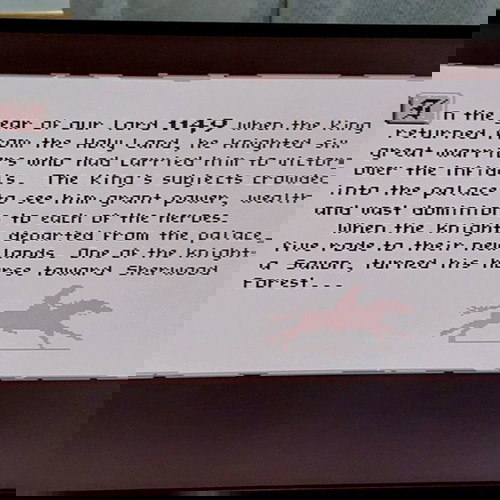 In the year of our Lord 1149, when the King
returned from the Holy Land, he knighted six
great warriors who had carried him to victory
over the infidels. The King's subjects crowded
into the palace to see him grant power, wealth
and vast dominions to each of the heroes.
When the knights departed from the palace,
five rode to their new lands. One of the knights,
a Saxon, turned his horse toward Sherwood
Forest...